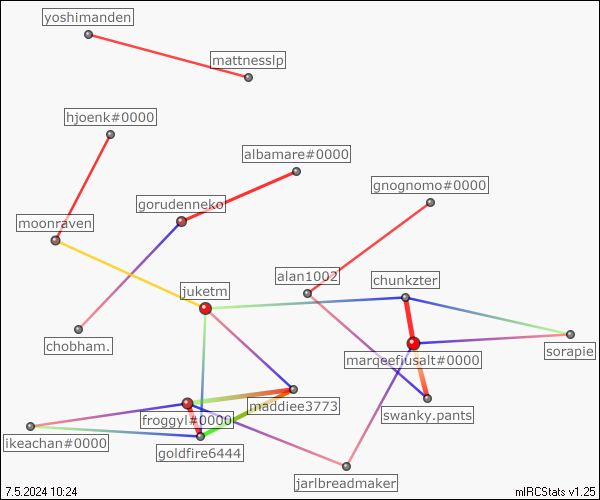 yoshimanden
mattnesslp
hjoenk#0000
albamare#0000
gnognomo#0000
gorudenneko
moonraven
alan1002
chunkzter
juketm
chobham.
sorapie
marqeefiusalt#0000
maddiee3773
swanky.pants
froggyl#0000
ikeachan#0000
goldfire6444
jarlbreadmaker
7.5.2024 10:24
mIRCStats v1.25